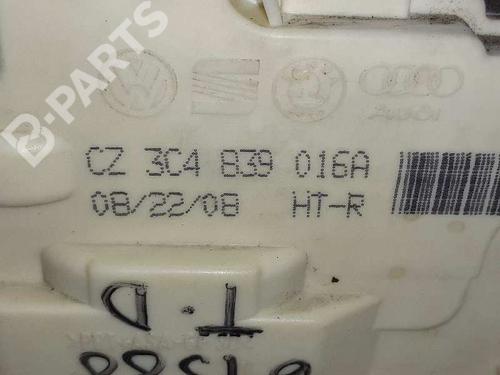 B-PARTS
Audi
CZ 3C4 839 016A
08/22/08 HT-R
T.D